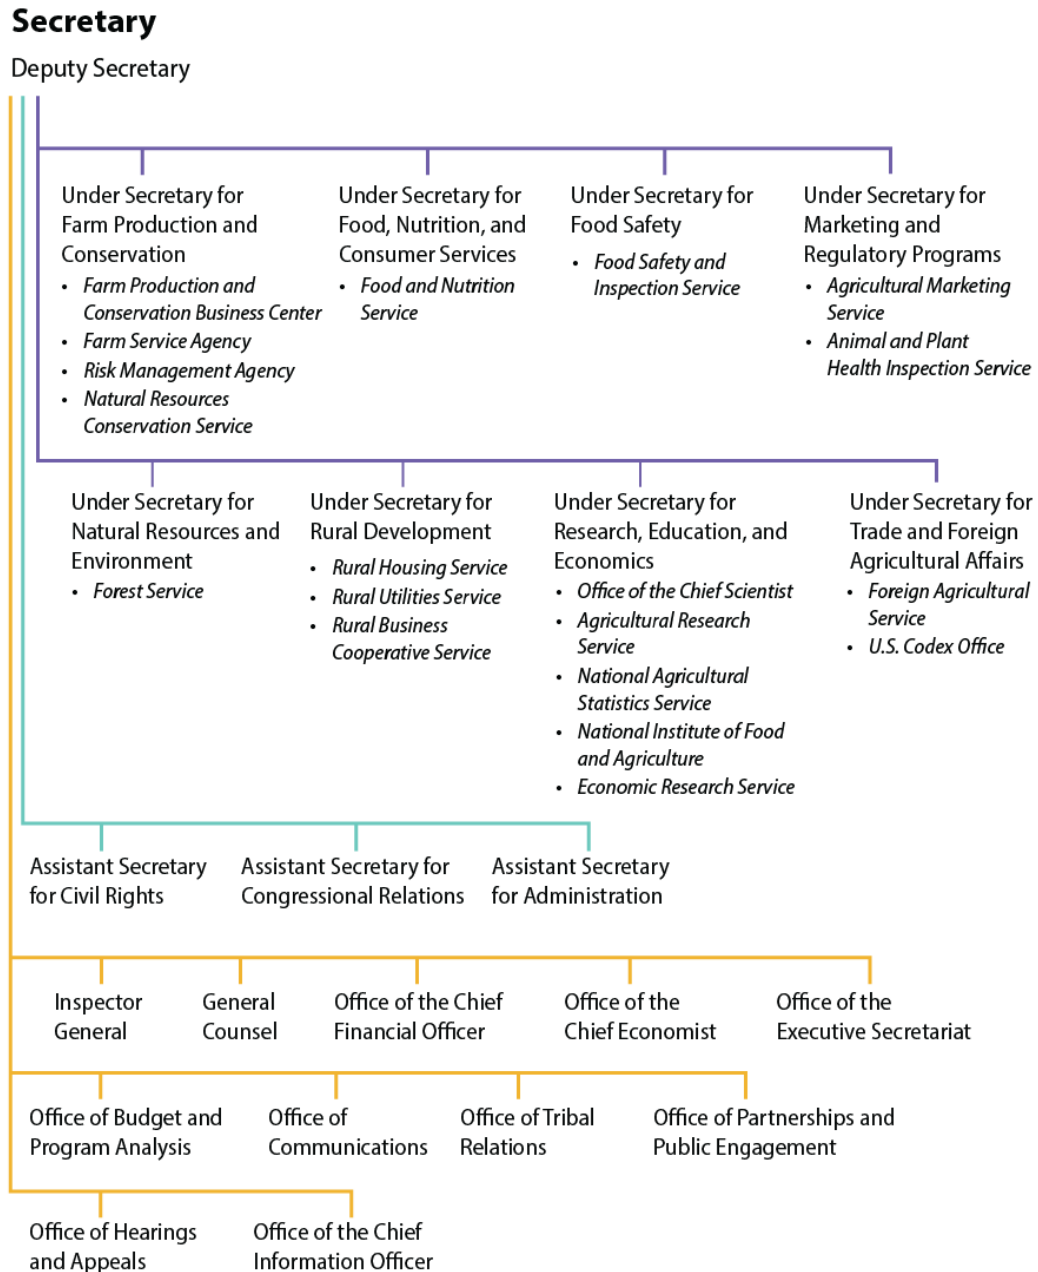 Secretary
Deputy Secretary
Under Secretary for
Farm Production and
Conservation
• Farm Production and
Conservation Business Center
• Farm Service Agency
• Risk Management Agency
• Natural Resources
Conservation Service
Under Secretary for
Food, Nutrition, and
Consumer Services
• Food and Nutrition
Service
Under Secretary for
Food Safety
• Food Safety and
Inspection Service
Under Secretary for
Marketing and
Regulatory Programs
• Agricultural Marketing
Service
• Animal and Plant
Health Inspection Service
Under Secretary for
Natural Resources and
Environment
• Forest Service
Under Secretary for
Rural Development
• Rural Housing Service
• Rural Utilities Service
• Rural Business
Cooperative Service
Under Secretary for
Research, Education, and
Economics
• Office of the Chief Scientist
• Agricultural Research
Service
• National Agricultural
Statistics Service
• National Institute of Food
and Agriculture
• Economic Research Service
Under Secretary for
Trade and Foreign
Agricultural Affairs
• Foreign Agricultural
Service
• U.S. Codex Office
Assistant Secretary
for Civil Rights
Assistant Secretary for
Congressional Relations
Assistant Secretary
for Administration
Inspector
General
General
Counsel
Office of the Chief
Financial Officer
Office of the
Chief Economist
Office of the
Executive Secretariat
Office of Budget and
Program Analysis
Office of
Communications
Office of Tribal
Relations
Office of Partnerships and
Public Engagement
Office of Hearings
and Appeals
Office of the Chief
Information Officer